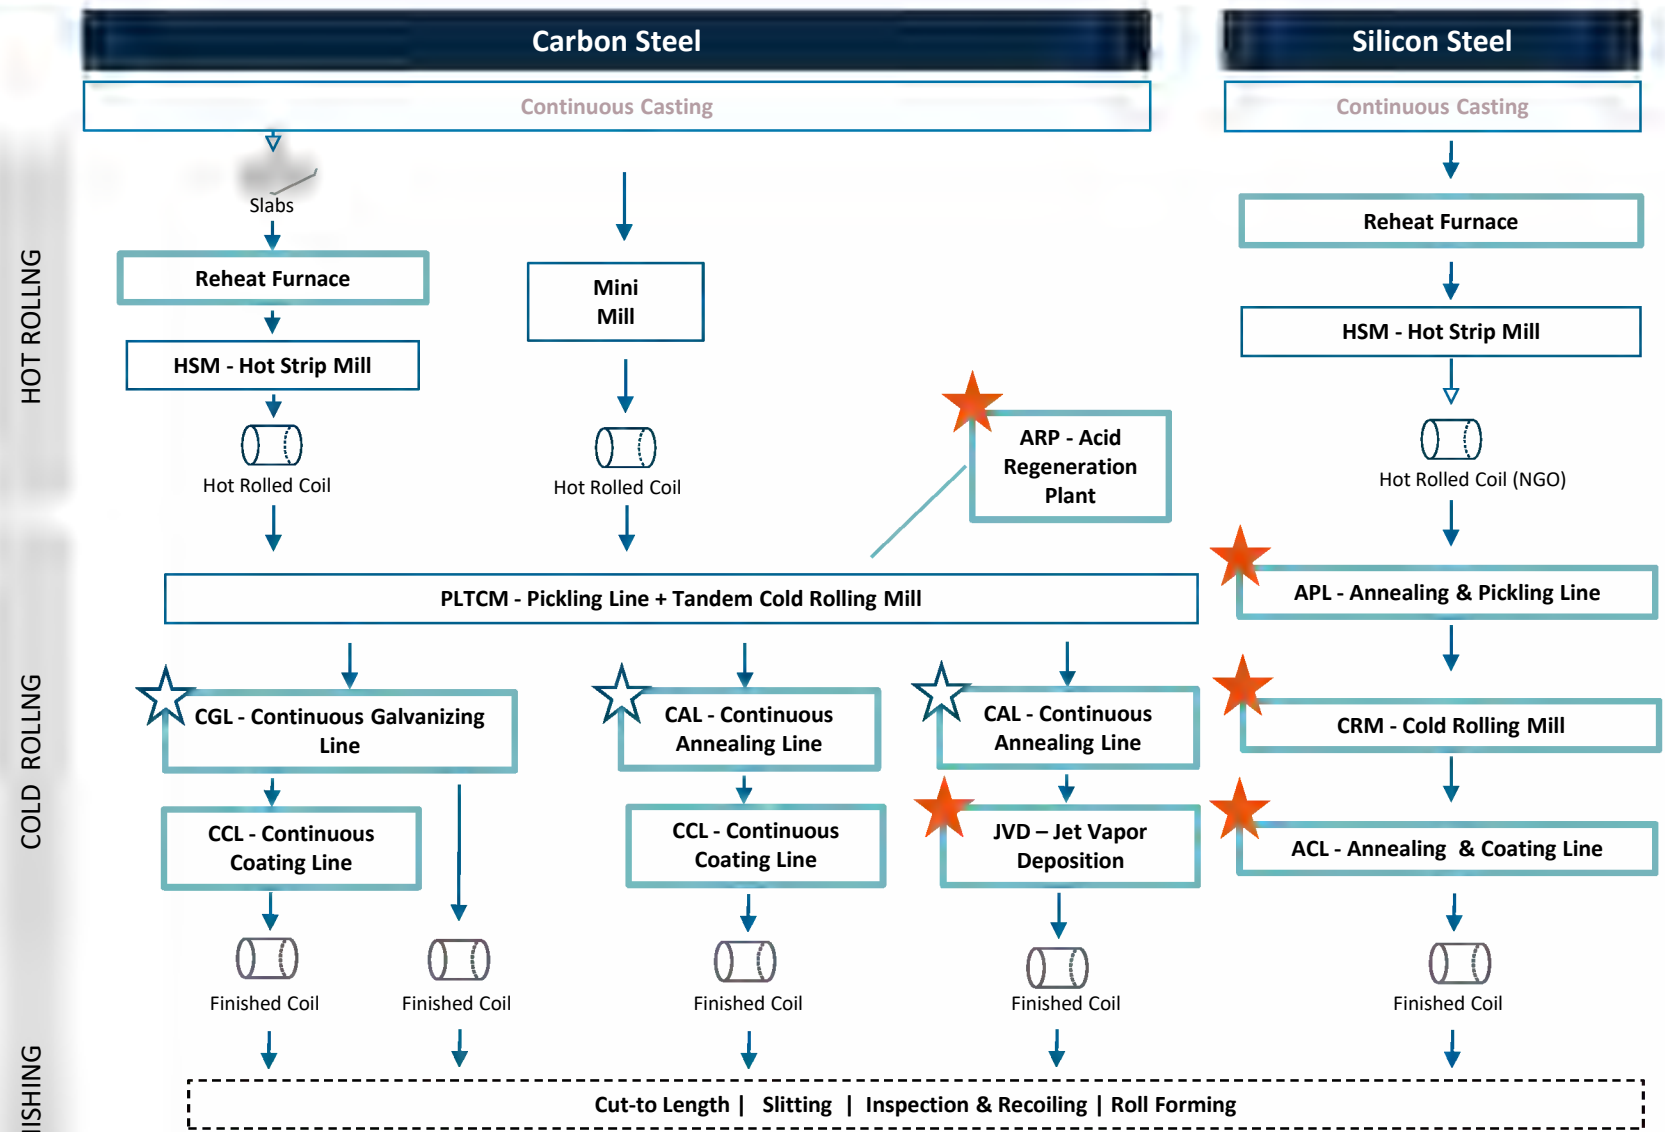 Carbon Steel
Silicon Steel
Continuous Casting
Continuous Casting
Slabs
Reheat Furnace
Reheat Furnace
HOT ROLLNG
Mini
Mill
HSM - Hot Strip Mill
HSM - Hot Strip Mill
ARP - Acid
Regeneration
Plant
Hot Rolled Coil
Hot Rolled Coil
Hot Rolled Coil (NGO)
PLTCM - Pickling Line + Tandem Cold Rolling Mill
APL - Annealing & Pickling Line
COLD ROLLNG
CGL - Continuous Galvanizing
Line
CAL - Continuous
Annealing Line
CAL - Continuous
Annealing Line
CRM - Cold Rolling Mill
CCL - Continuous
Coating Line
CCL - Continuous
Coating Line
JVD – Jet Vapor
Deposition
ACL - Annealing & Coating Line
Finished Coil
Finished Coil
Finished Coil
Finished Coil
Finished Coil
NISHING
Cut-to Length | Slitting | Inspection & Recoiling | Roll Forming